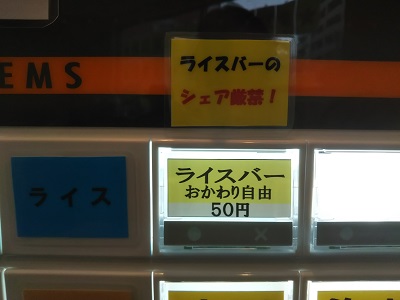 EMS
ライスバーの
シェア厳禁!
ライス
ライスバー
おかわり自由
50円